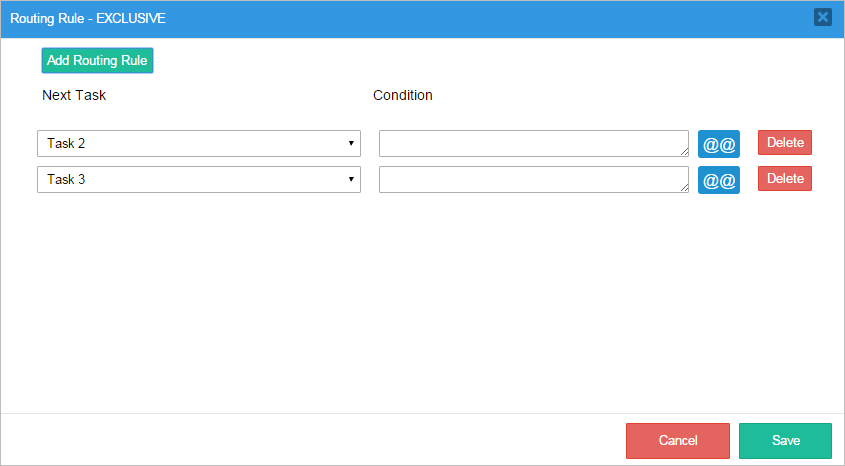 Routing Rule - EXCLUSIVE
Add Routing Rule
Next Task Condition
Task 2 @@ Delete
Task 3 @@ Delete
Cancel Save